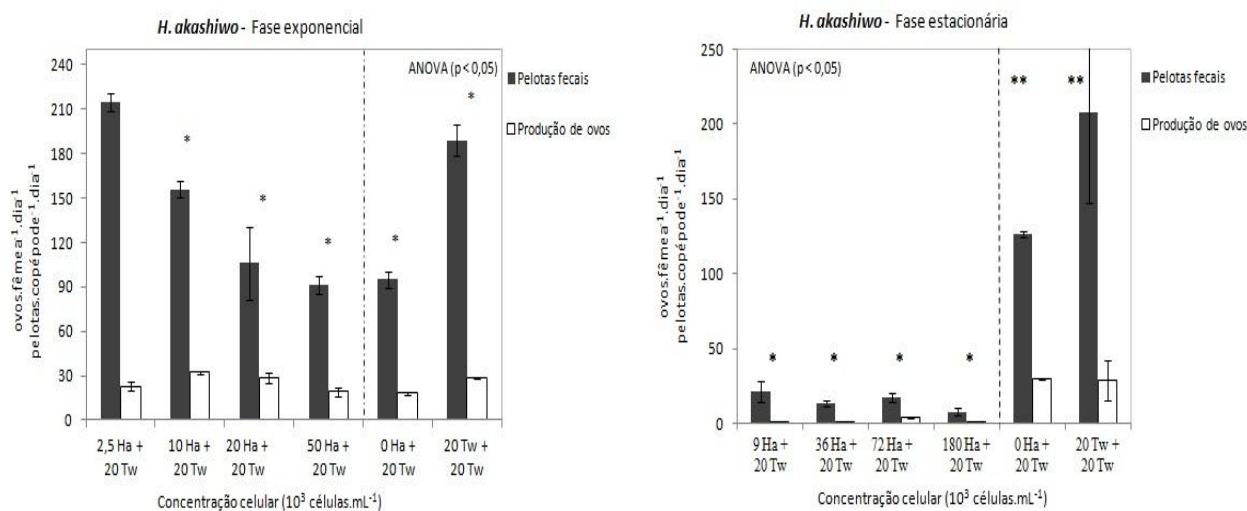 H. akashiwo - Fase exponencial
ANOVA (p < 0,05)
Pelotas fecais
Produção de ovos
ovos.fêmea⁻¹.dia⁻¹
pelotas.copépode⁻¹.dia⁻¹
240
210
180
150
120
90
60
30
0
*
*
*
*
*
2,5 Ha + 10 Ha + 20 Ha + 50 Ha + 0 Ha + 20 Tw +
20 Tw 20 Tw 20 Tw 20 Tw 20 Tw 20 Tw
Concentração celular (10³ células.mL⁻¹)
H. akashiwo - Fase estacionária
ANOVA (p < 0,05)
Pelotas fecais
Produção de ovos
ovos.fêmea⁻¹.dia⁻¹
pelotas.copépode⁻¹.dia⁻¹
250
200
150
100
50
0
*
*
*
*
**
**
9 Ha + 36 Ha + 72 Ha + 180 Ha + 0 Ha + 20 Tw +
20 Tw 20 Tw 20 Tw 20 Tw 20 Tw 20 Tw
Concentração celular (10³ células.mL⁻¹)